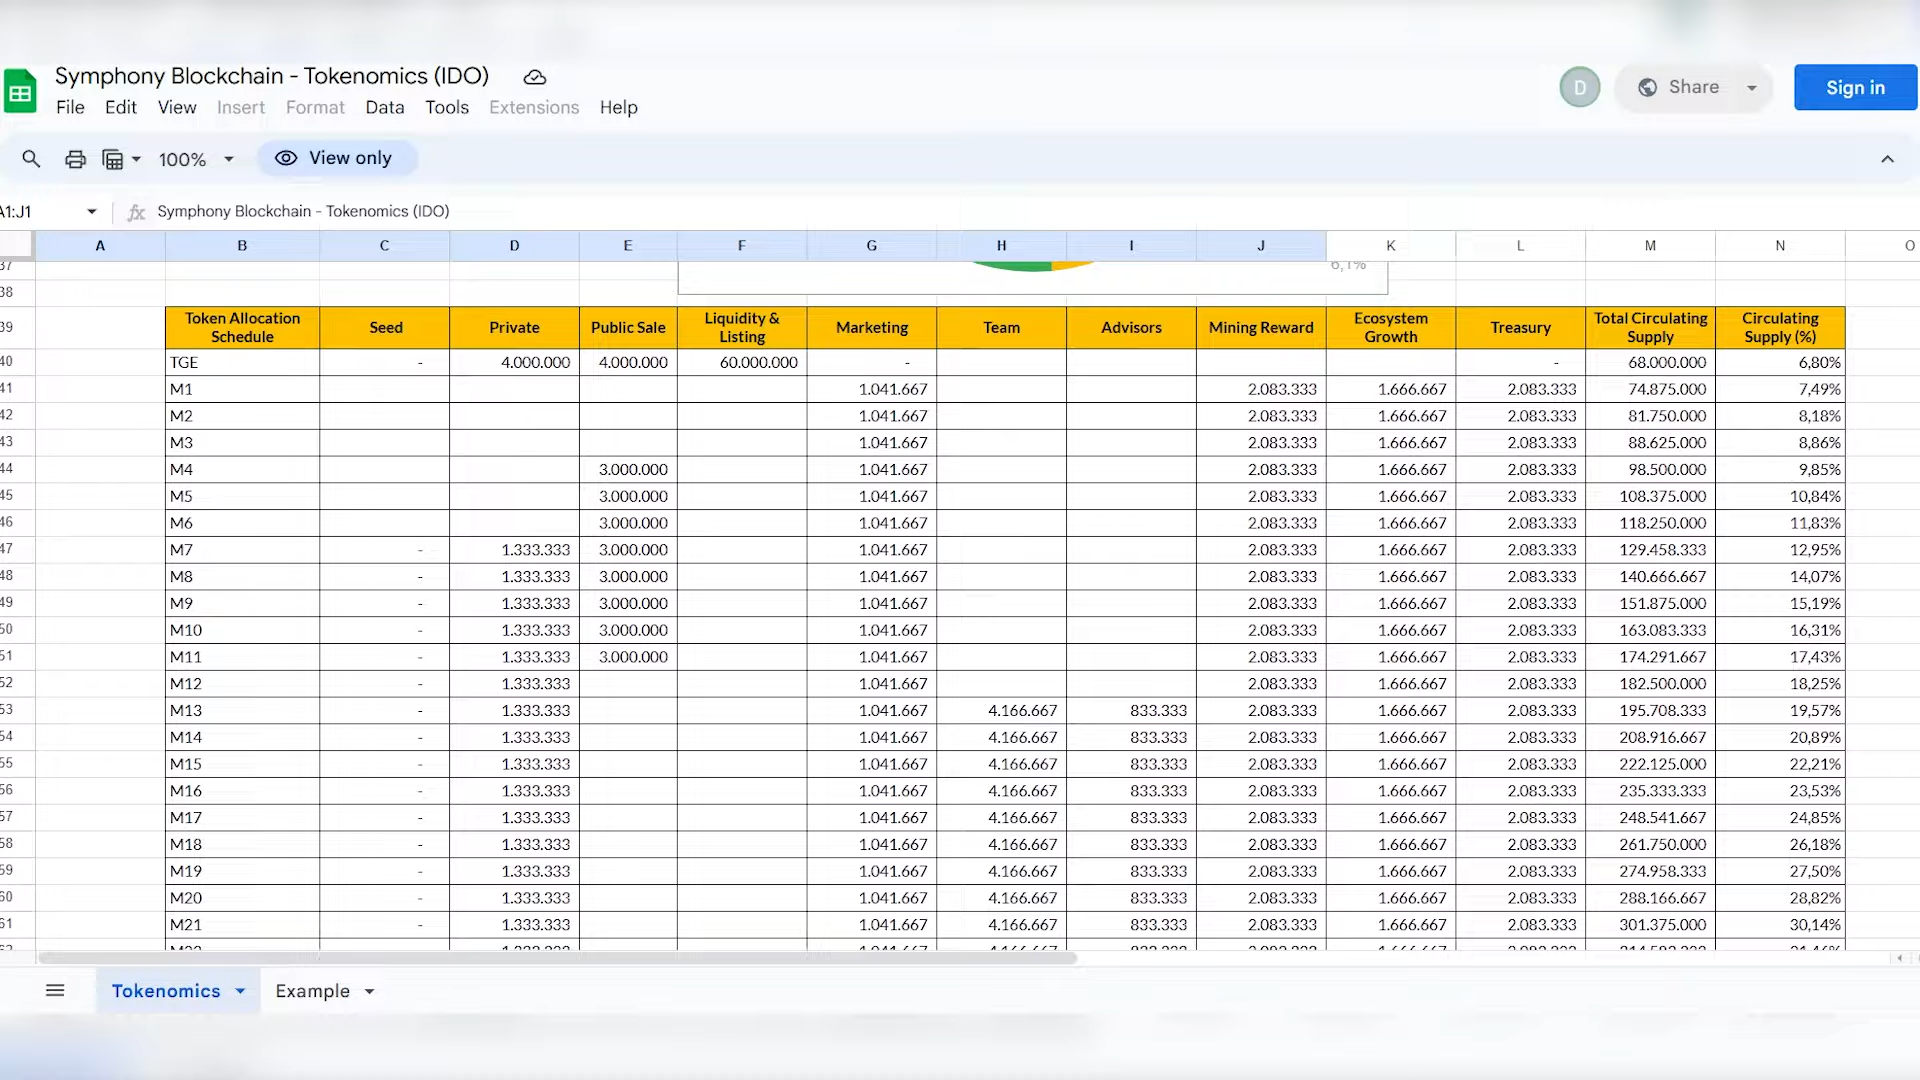 Symphony Blockchain - Tokenomics (IDO)
File Edit View Insert Format Data Tools Extensions Help
D Share Sign in
100% View only
A1:J1 fx Symphony Blockchain - Tokenomics (IDO)
A B C D E F G H I J K L M N O
37 6,1%
38
39 Token Allocation Schedule Seed Private Public Sale Liquidity & Listing Marketing Team Advisors Mining Reward Ecosystem Growth Treasury Total Circulating Supply Circulating Supply (%)
40 TGE - 4.000.000 4.000.000 60.000.000 - - 68.000.000 6,80%
41 M1 1.041.667 2.083.333 1.666.667 2.083.333 74.875.000 7,49%
42 M2 1.041.667 2.083.333 1.666.667 2.083.333 81.750.000 8,18%
43 M3 1.041.667 2.083.333 1.666.667 2.083.333 88.625.000 8,86%
44 M4 3.000.000 1.041.667 2.083.333 1.666.667 2.083.333 98.500.000 9,85%
45 M5 3.000.000 1.041.667 2.083.333 1.666.667 2.083.333 108.375.000 10,84%
46 M6 3.000.000 1.041.667 2.083.333 1.666.667 2.083.333 118.250.000 11,83%
47 M7 - 1.333.333 3.000.000 1.041.667 2.083.333 1.666.667 2.083.333 129.458.333 12,95%
48 M8 - 1.333.333 3.000.000 1.041.667 2.083.333 1.666.667 2.083.333 140.666.667 14,07%
49 M9 - 1.333.333 3.000.000 1.041.667 2.083.333 1.666.667 2.083.333 151.875.000 15,19%
50 M10 - 1.333.333 3.000.000 1.041.667 2.083.333 1.666.667 2.083.333 163.083.333 16,31%
51 M11 - 1.333.333 3.000.000 1.041.667 2.083.333 1.666.667 2.083.333 174.291.667 17,43%
52 M12 - 1.333.333 1.041.667 2.083.333 1.666.667 2.083.333 182.500.000 18,25%
53 M13 - 1.333.333 1.041.667 4.166.667 833.333 2.083.333 1.666.667 2.083.333 195.708.333 19,57%
54 M14 - 1.333.333 1.041.667 4.166.667 833.333 2.083.333 1.666.667 2.083.333 208.916.667 20,89%
55 M15 - 1.333.333 1.041.667 4.166.667 833.333 2.083.333 1.666.667 2.083.333 222.125.000 22,21%
56 M16 - 1.333.333 1.041.667 4.166.667 833.333 2.083.333 1.666.667 2.083.333 235.333.333 23,53%
57 M17 - 1.333.333 1.041.667 4.166.667 833.333 2.083.333 1.666.667 2.083.333 248.541.667 24,85%
58 M18 - 1.333.333 1.041.667 4.166.667 833.333 2.083.333 1.666.667 2.083.333 261.750.000 26,18%
59 M19 - 1.333.333 1.041.667 4.166.667 833.333 2.083.333 1.666.667 2.083.333 274.958.333 27,50%
60 M20 - 1.333.333 1.041.667 4.166.667 833.333 2.083.333 1.666.667 2.083.333 288.166.667 28,82%
61 M21 - 1.333.333 1.041.667 4.166.667 833.333 2.083.333 1.666.667 2.083.333 301.375.000 30,14%
Tokenomics Example